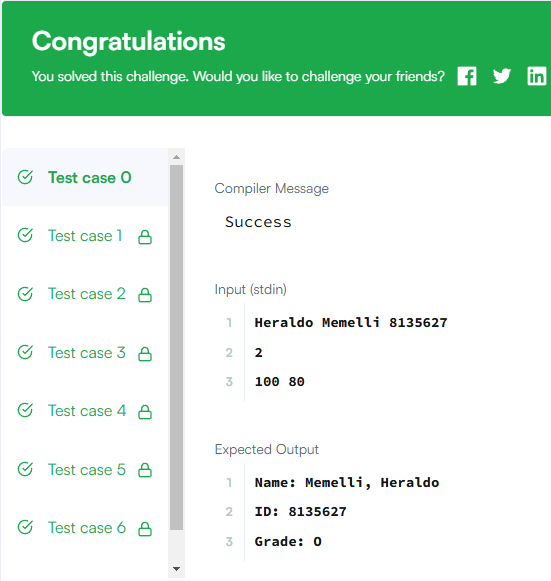 Congratulations
You solved this challenge. Would you like to challenge your friends?
Test case 0
Test case 1
Test case 2
Test case 3
Test case 4
Test case 5
Test case 6
Compiler Message
Success
Input (stdin)
1 Heraldo Memelli 8135627
2 2
3 100 80
Expected Output
1 Name: Memelli, Heraldo
2 ID: 8135627
3 Grade: O